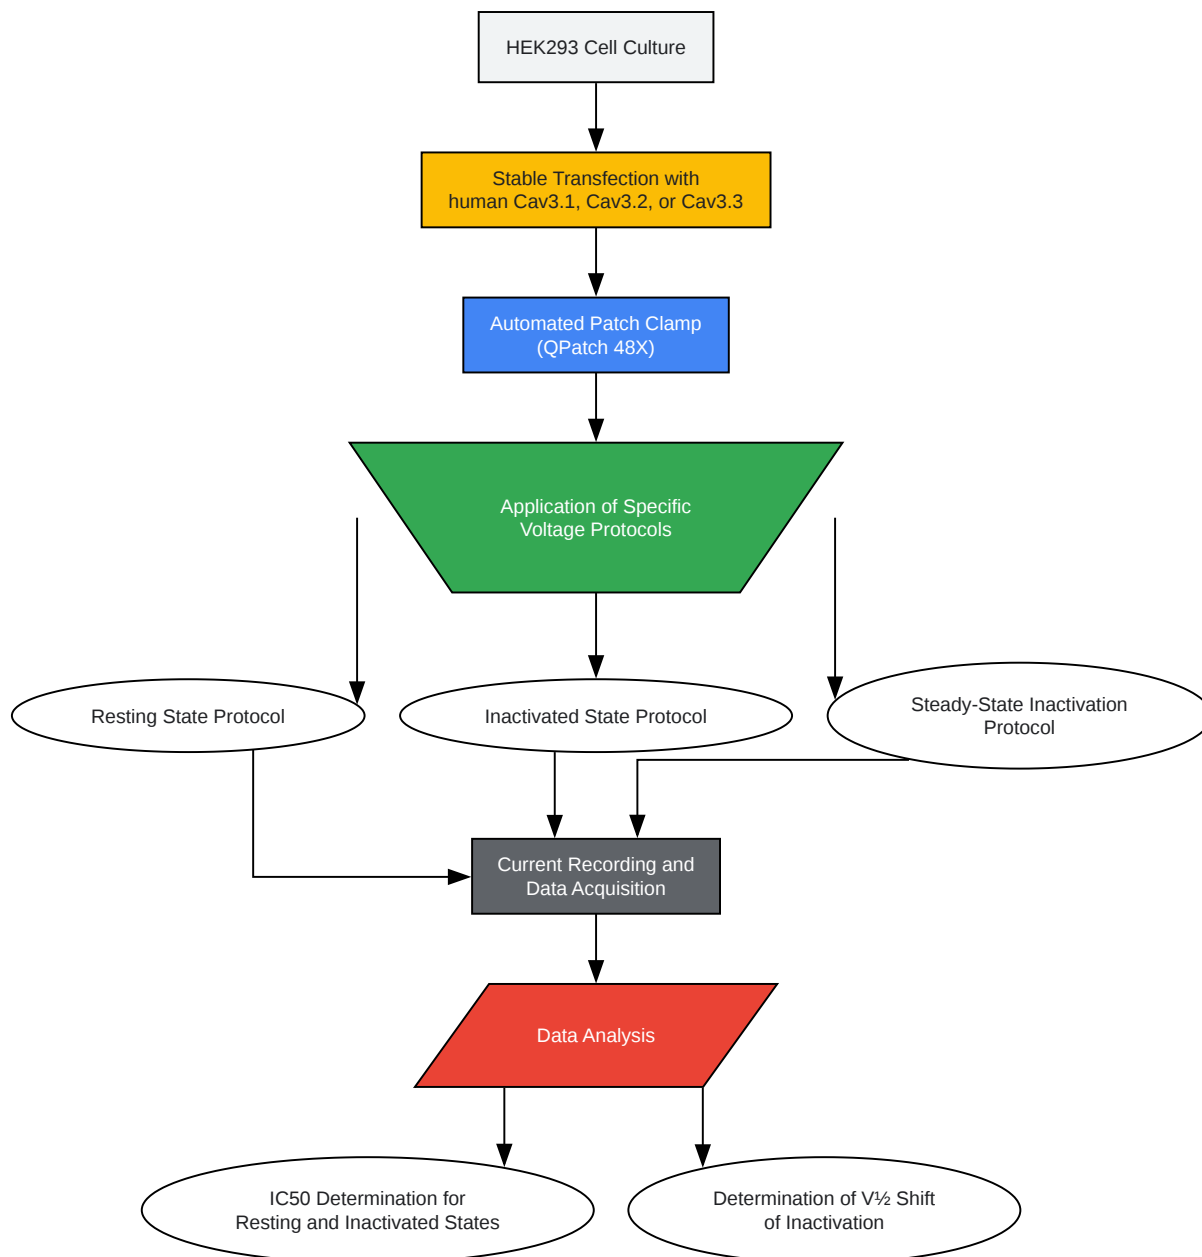 HEK293 Cell Culture
Stable Transfection with
human Cav3.1, Cav3.2, or Cav3.3
Automated Patch Clamp
(QPatch 48X)
Application of Specific
Voltage Protocols
Resting State Protocol
Inactivated State Protocol
Steady-State Inactivation
Protocol
Current Recording and
Data Acquisition
Data Analysis
IC50 Determination for
Resting and Inactivated States
Determination of V½ Shift
of Inactivation